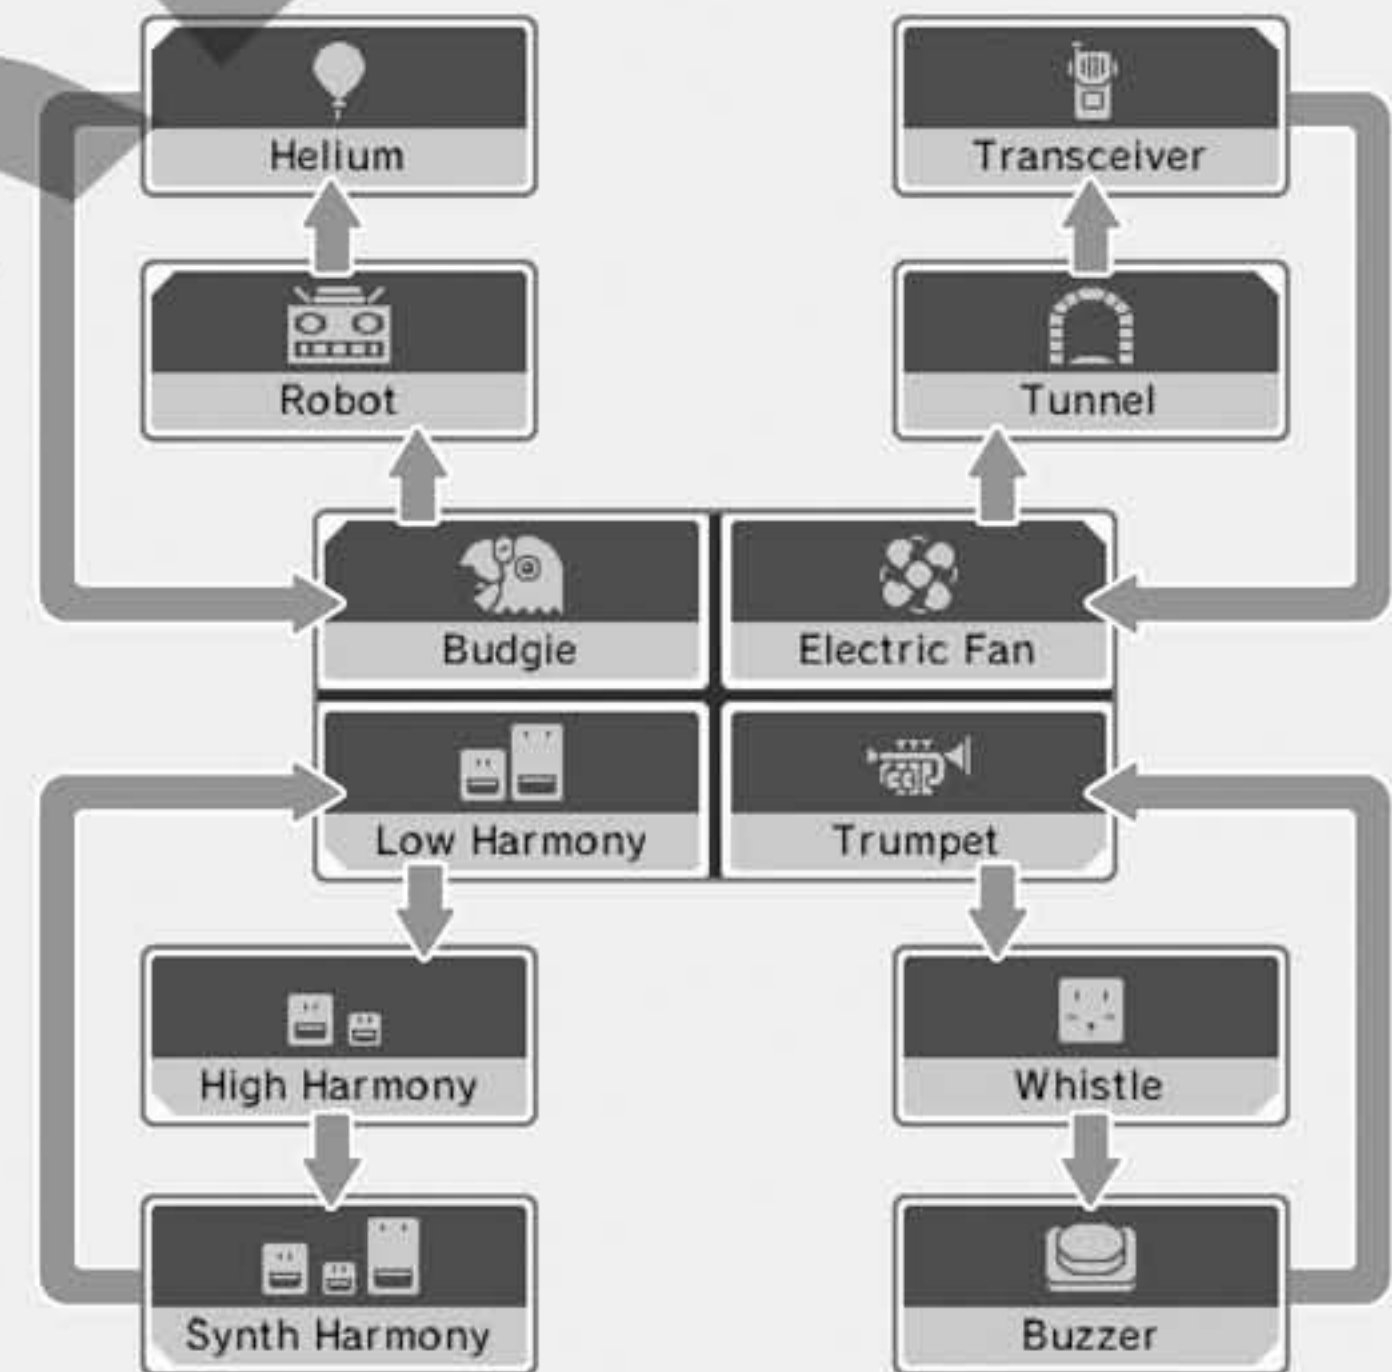 Helium
Transceiver
Robot
Tunnel
Budgie
Electric Fan
Low Harmony
Trumpet
High Harmony
Whistle
Synth Harmony
Buzzer